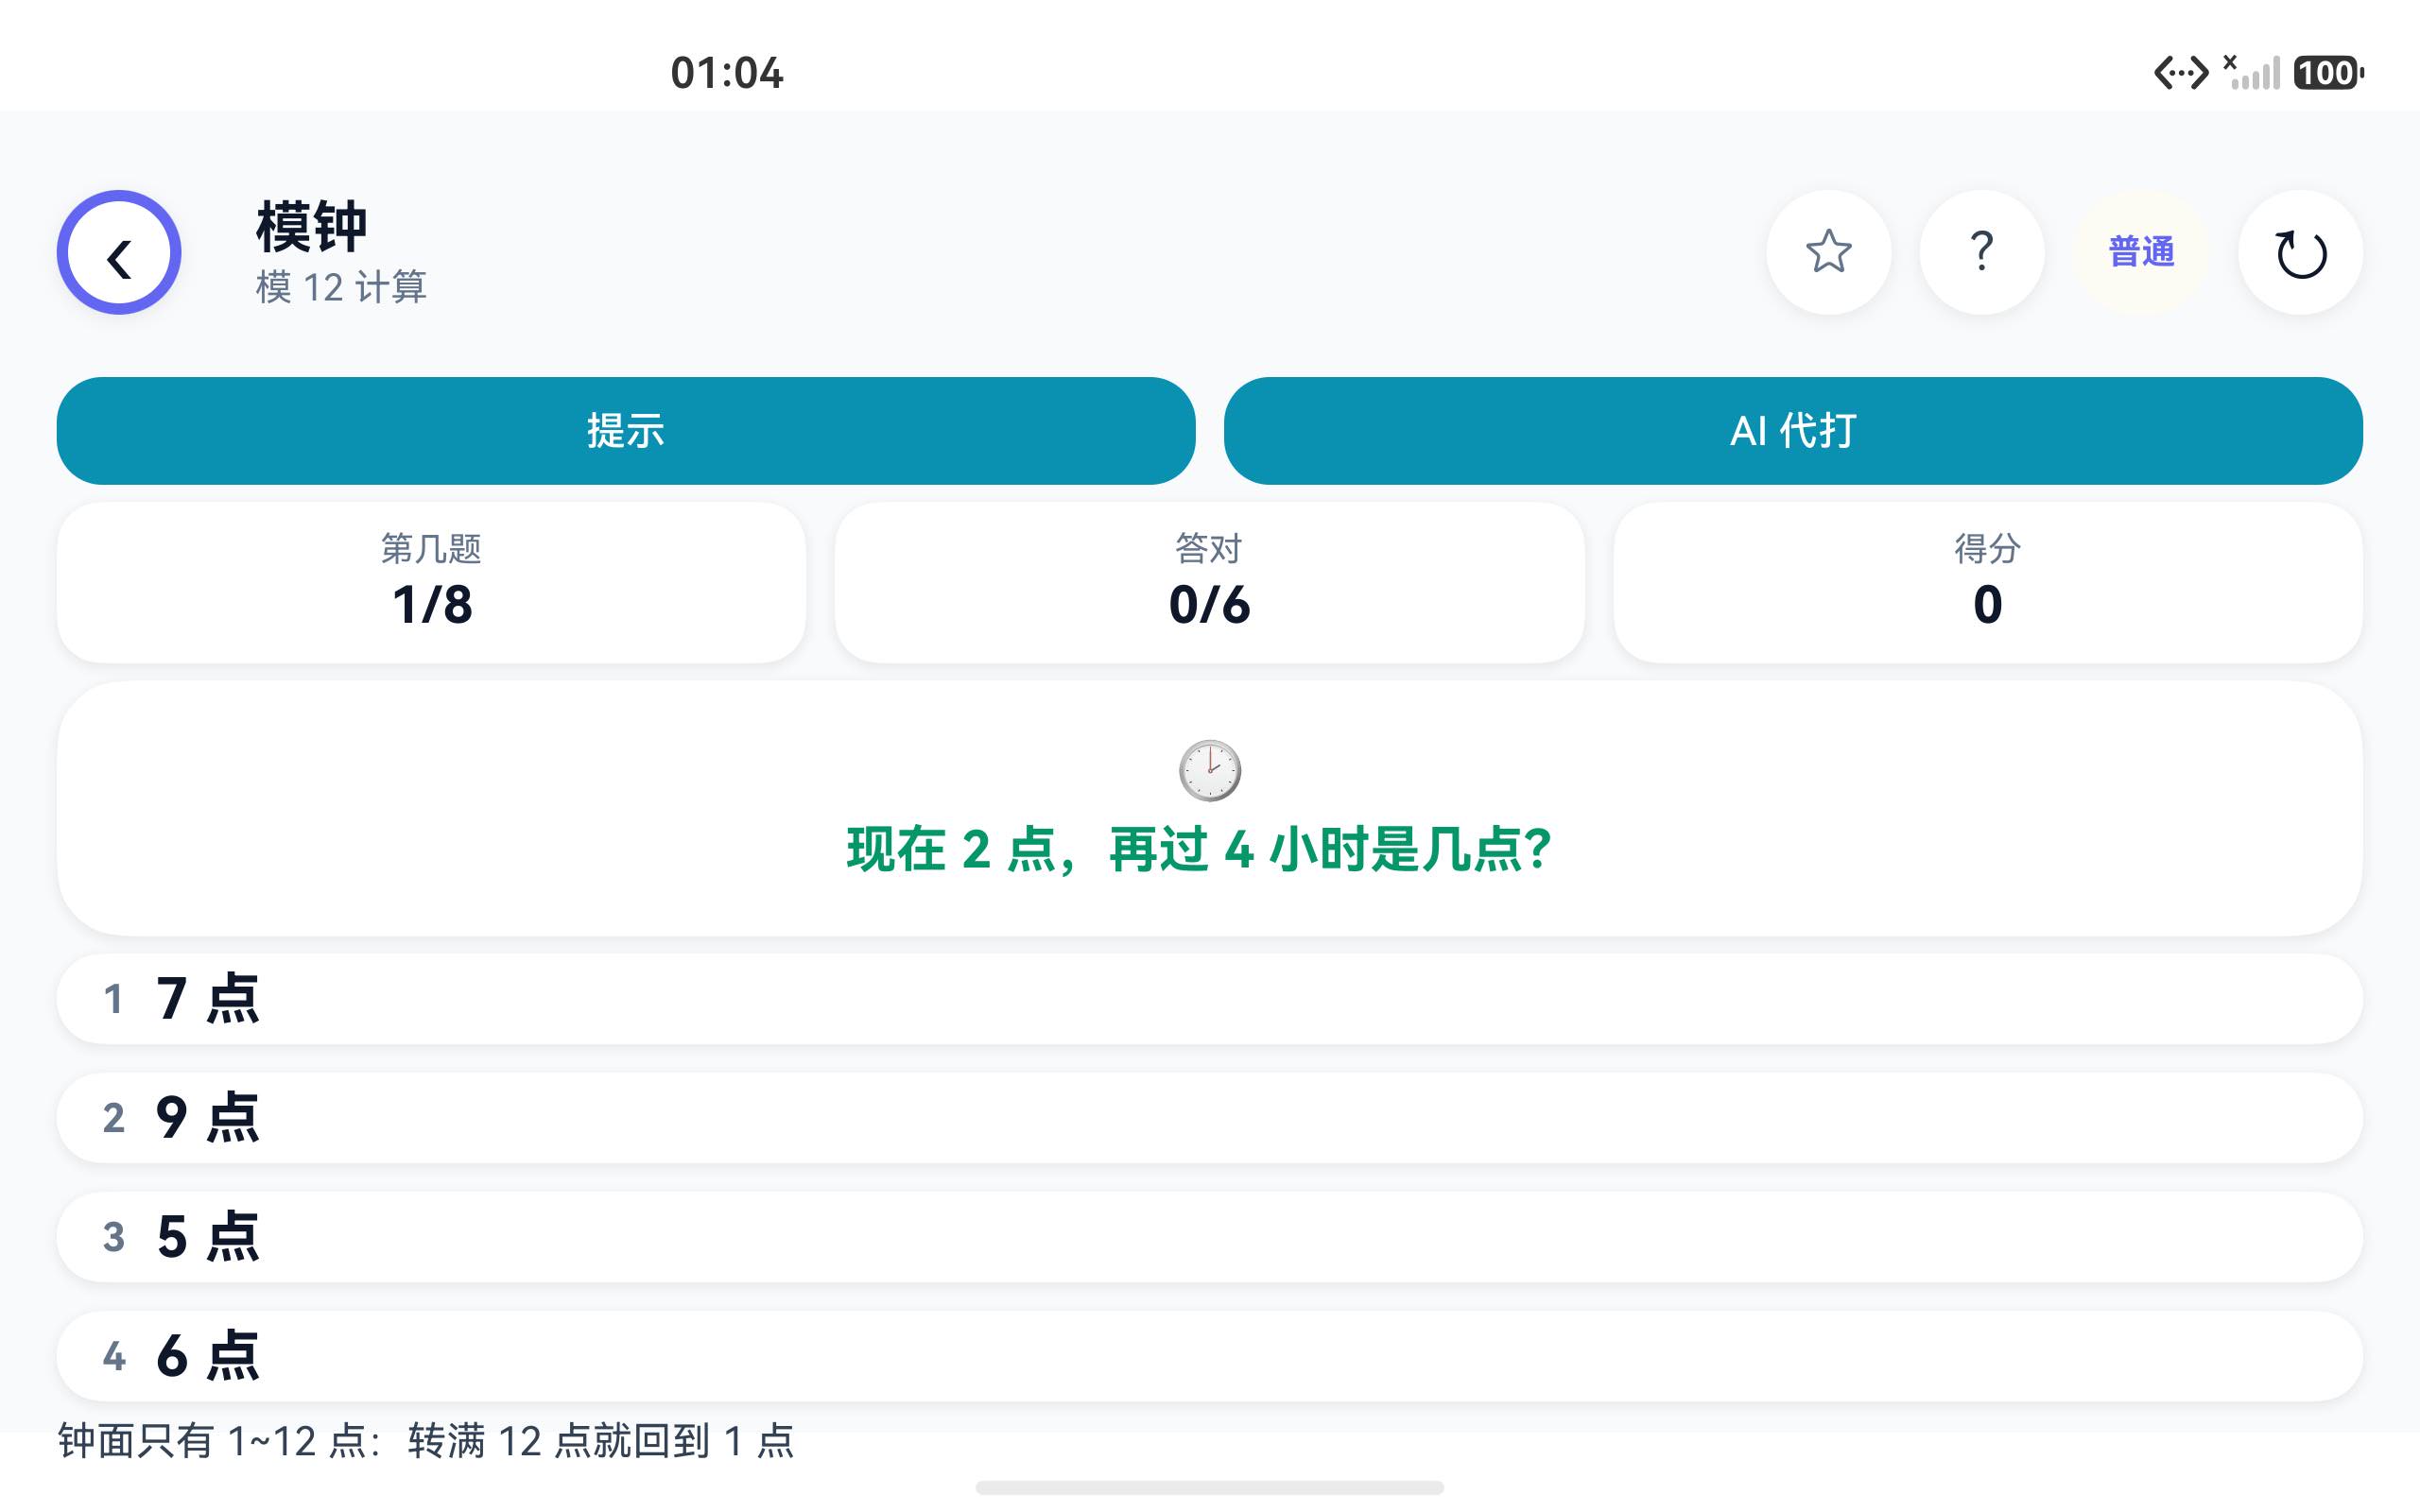 01:04
100
模钟
模 12 计算
?
普通
提示
AI 代打
第几题
1/8
答对
0/6
得分
0
现在 2 点，再过 4 小时是几点？
1 7 点
2 9 点
3 5 点
4 6 点
钟面只有 1~12 点：转满 12 点就回到 1 点